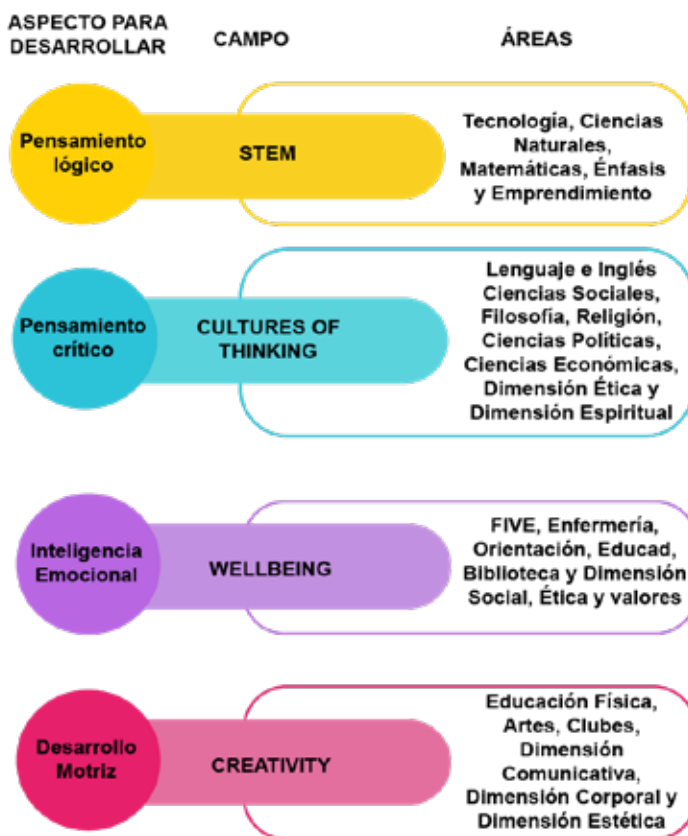 ASPECTO PARA
DESARROLLAR
CAMPO
ÁREAS
Pensamiento
lógico
STEM
Tecnología, Ciencias
Naturales,
Matemáticas, Énfasis
y Emprendimiento
Pensamiento
crítico
CULTURES OF
THINKING
Lenguaje e Inglés
Ciencias Sociales,
Filosofía, Religión,
Ciencias Políticas,
Ciencias Económicas,
Dimensión Ética y
Dimensión Espiritual
Inteligencia
Emocional
WELLBEING
FIVE, Enfermería,
Orientación, Educad,
Biblioteca y Dimensión
Social, Ética y valores
Desarrollo
Motriz
CREATIVITY
Educación Física,
Artes, Clubes,
Dimensión
Comunicativa,
Dimensión Corporal y
Dimensión Estética